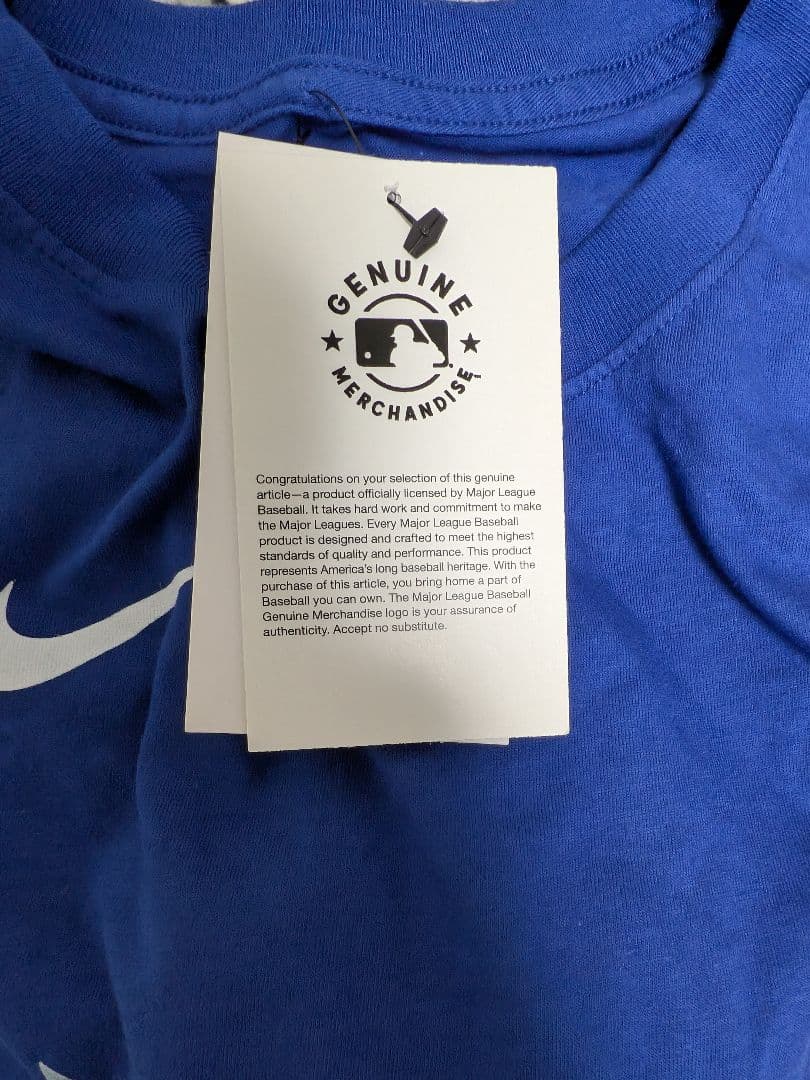 GENUINE
MERCHANDISE
Congratulations on your selection of this genuine
article—a product officially licensed by Major League
Baseball. It takes hard work and commitment to make
the Major Leagues. Every Major League Baseball
product is designed and crafted to meet the highest
standards of quality and performance. This product
represents America's long baseball heritage. With the
purchase of this article, you bring home a part of
Baseball you can own. The Major League Baseball
Genuine Merchandise logo is your assurance of
authenticity. Accept no substitute.